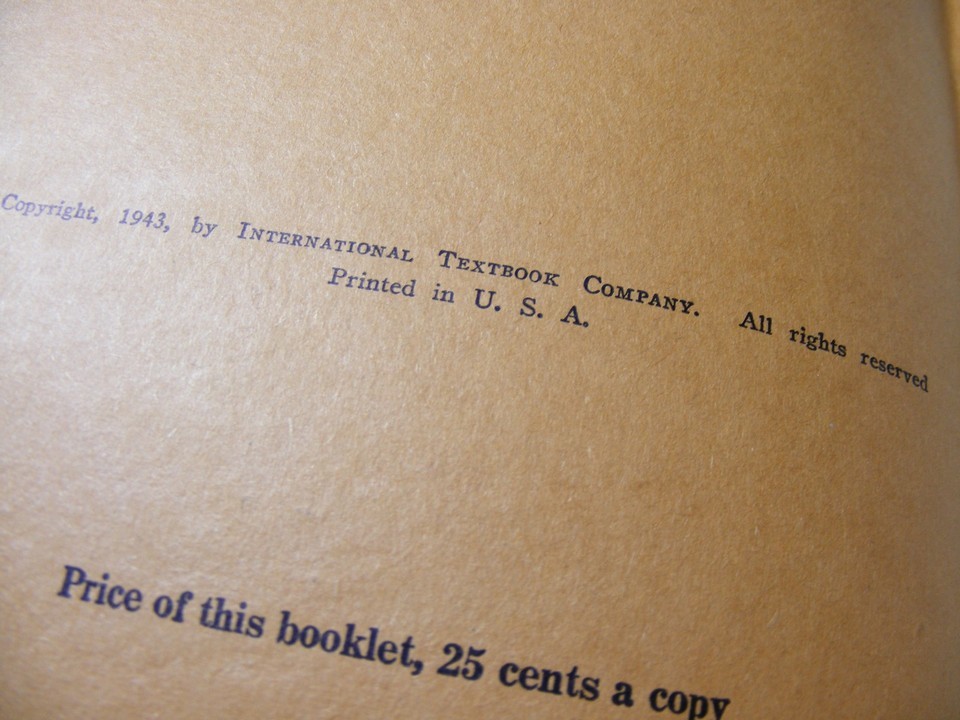 Copyright, 1943, by INTERNATIONAL TEXTBOOK COMPANY. All rights reserved
Printed in U. S. A.
Price of this booklet, 25 cents a copy